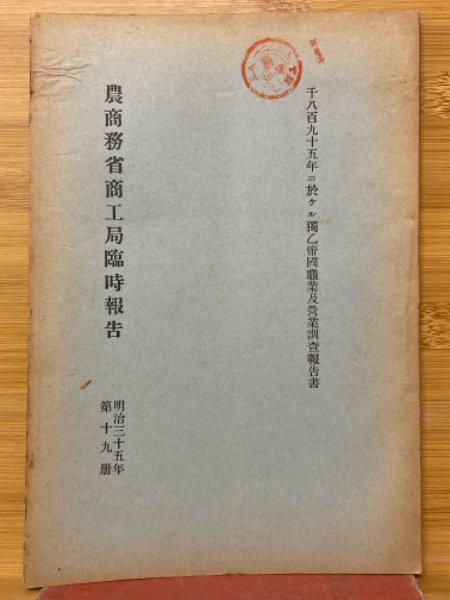 千八百九十五年ニ於ケル獨乙帝國職業及營業調査報告書
農商務省商工局臨時報告
明治三十五年
第十九册